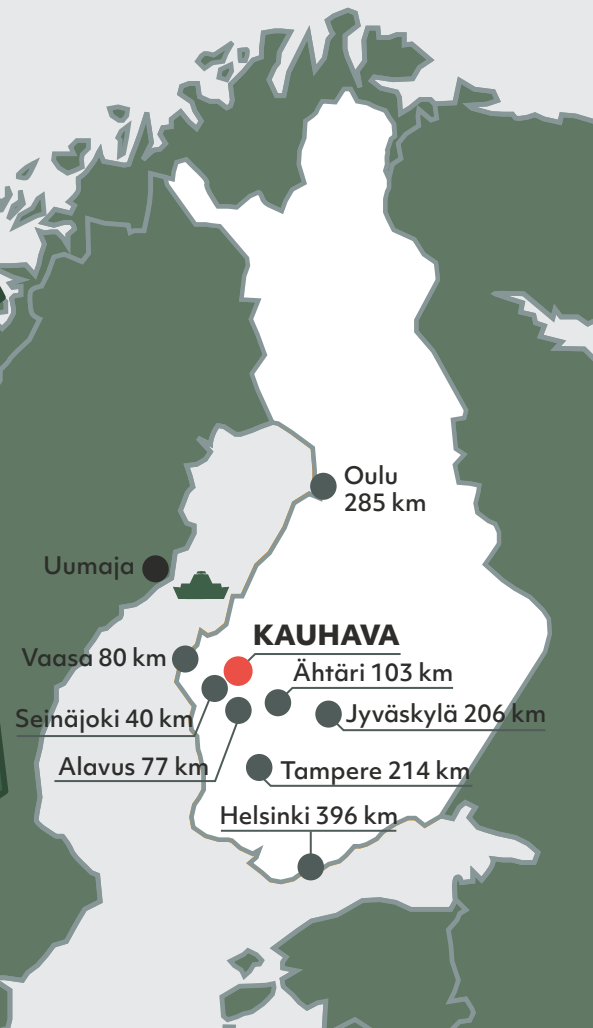 Oulu
285 km
Uumaja
KAUHAVA
Vaasa 80 km
Ähtäri 103 km
Seinäjoki 40 km
Jyväskylä 206 km
Alavus 77 km
Tampere 214 km
Helsinki 396 km